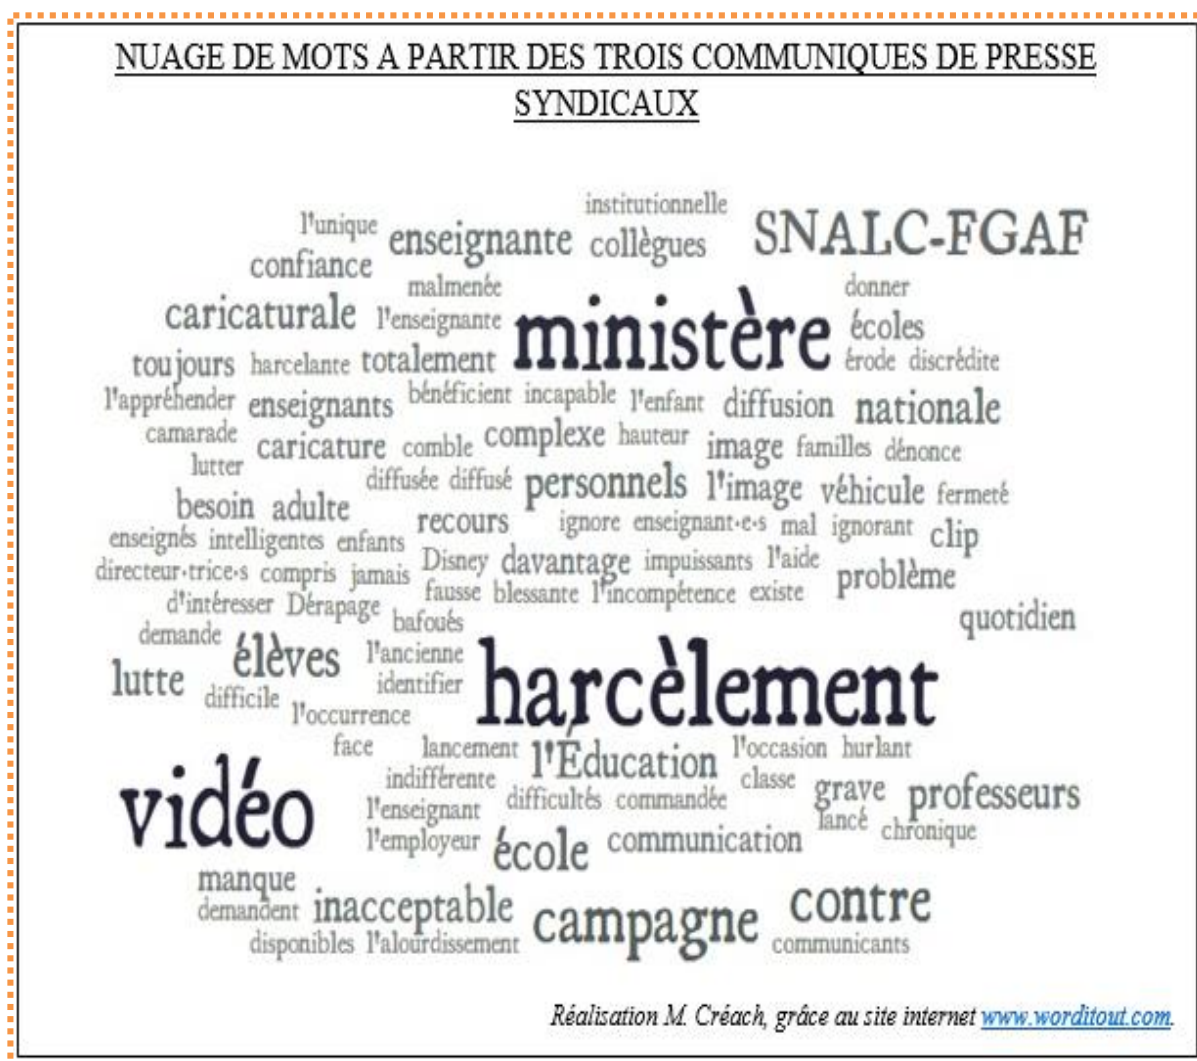 NUAGE DE MOTS A PARTIR DES TROIS COMMUNIQUES DE PRESSE
SYNDICAUX
institutionnelle
l'unique enseignante collègues SNALC-FGAF
confiance
malmenée donner
caricaturale l'enseignante ministère écoles
toujours harcelante totalement érode discrédite
l'appréhender enseignants bénéficient incapable l'enfant diffusion nationale
camarade caricature comble complexe hauteur image familles dénonce
lutter
diffusée diffusé personnels l'image véhicule fermeté
besoin adulte recours ignore enseignant·e·s mal ignorant clip
enseignés intelligentes enfants
directeur·trice·s compris jamais Disney davantage impuissants l'aide problème
d'intéresser Dérapage fausse blessante l'incompétence existe
demande bafoués quotidien
lutte élèves l'ancienne harcèlement
difficile identifier
l'occurrence
face lancement l'Éducation l'occasion hurlant
vidéo indifférente classe
l'enseignant difficultés commandée grave professeurs
l'employeur école communication lancé chronique
manque
demandent inacceptable campagne contre
disponibles l'alourdissement communicants
Réalisation M. Créach, grâce au site internet www.worditout.com.